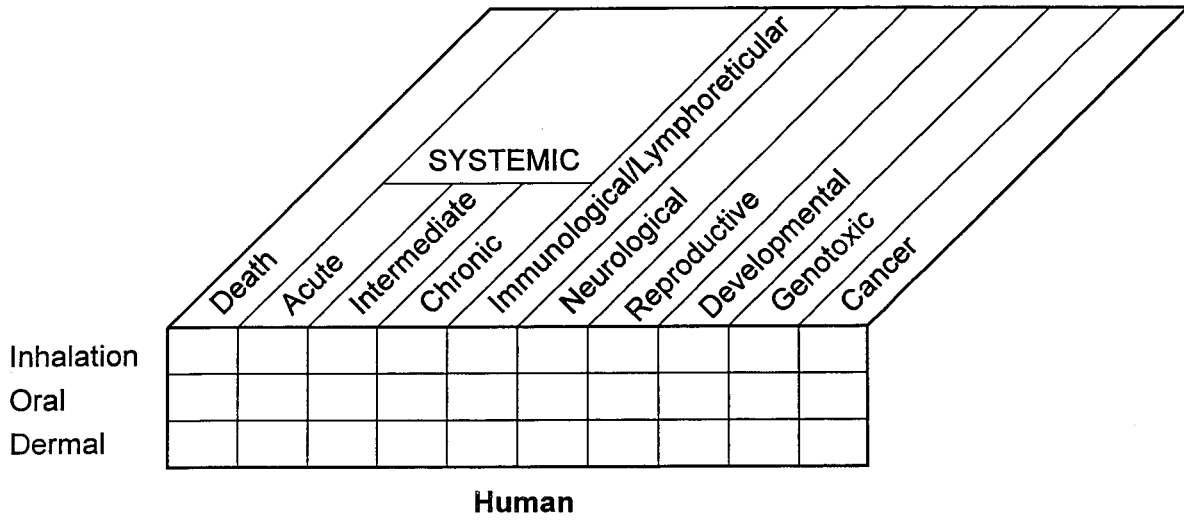 SYSTEMIC
Death
Acute
Intermediate
Chronic
Immunological/Lymphoreticular
Neurological
Reproductive
Developmental
Genotoxic
Cancer
Inhalation
Oral
Dermal
Human